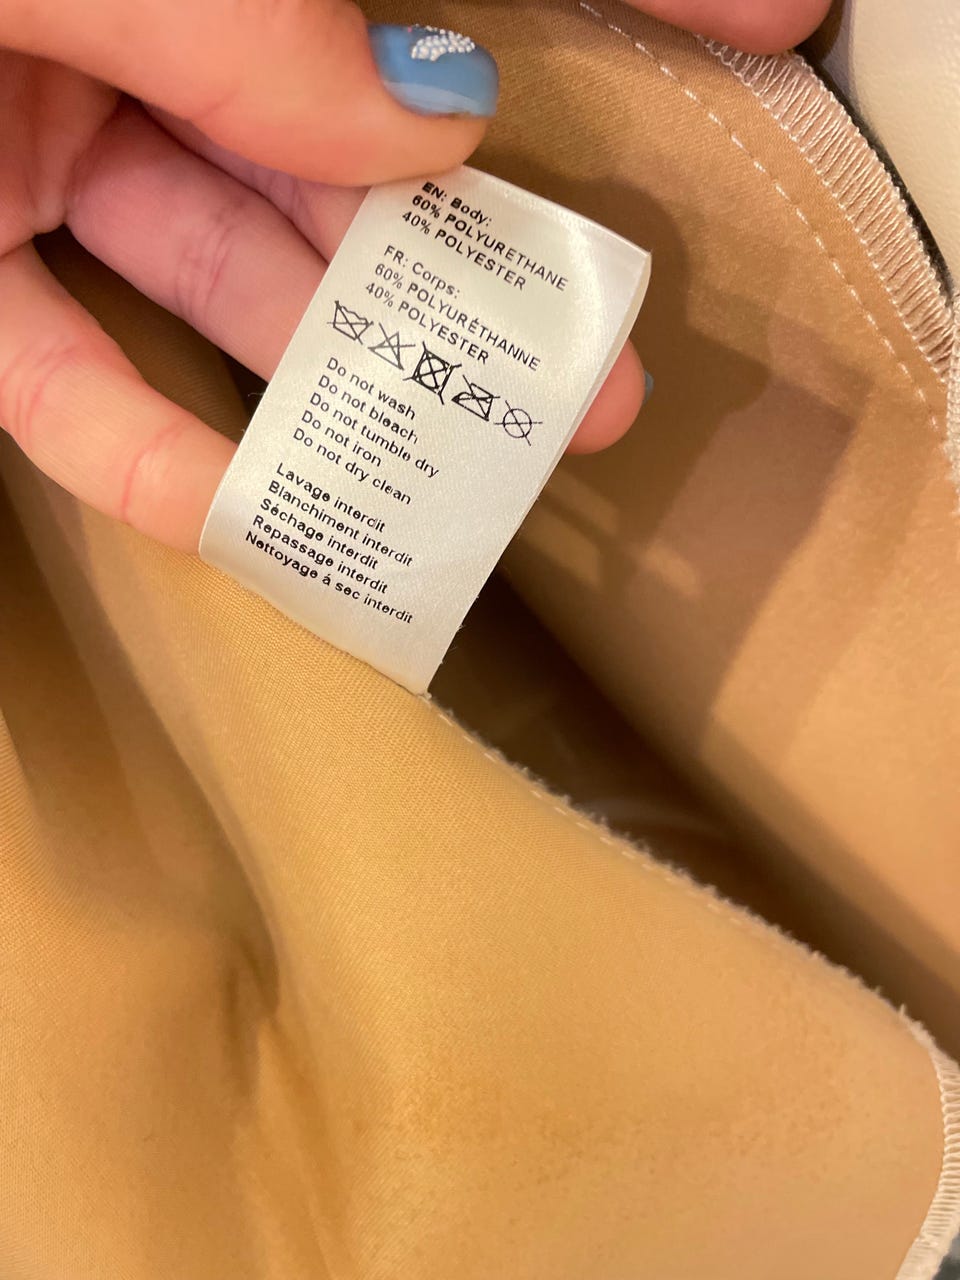 EN: Body:
60% POLYURETHANE
40% POLYESTER
FR: Corps:
60% POLYURÉTHANNE
40% POLYESTER
Do not wash
Do not bleach
Do not tumble dry
Do not iron
Do not dry clean
Lavage interdit
Blanchiment interdit
Séchage interdit
Repassage interdit
Nettoyage á sec interdit